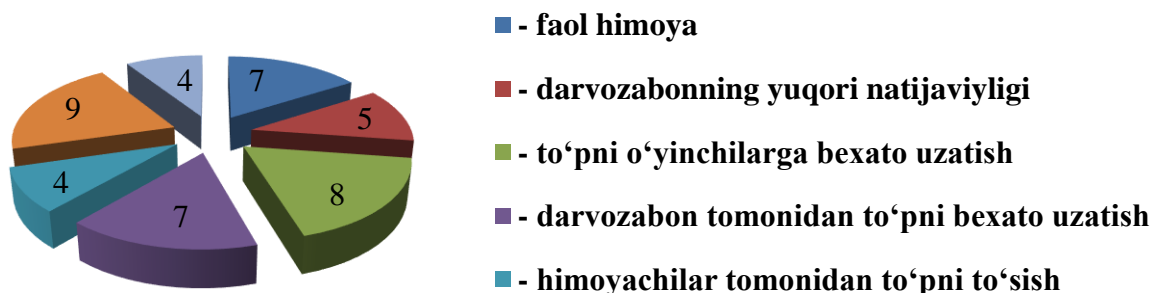 4
7
9
5
4
8
7
- faol himoya
- darvozabonning yuqori natijaviyligi
- to‘pni o‘yinchilarga bexato uzatish
- darvozabon tomonidan to‘pni bexato uzatish
- himoyachilar tomonidan to‘pni to‘sish